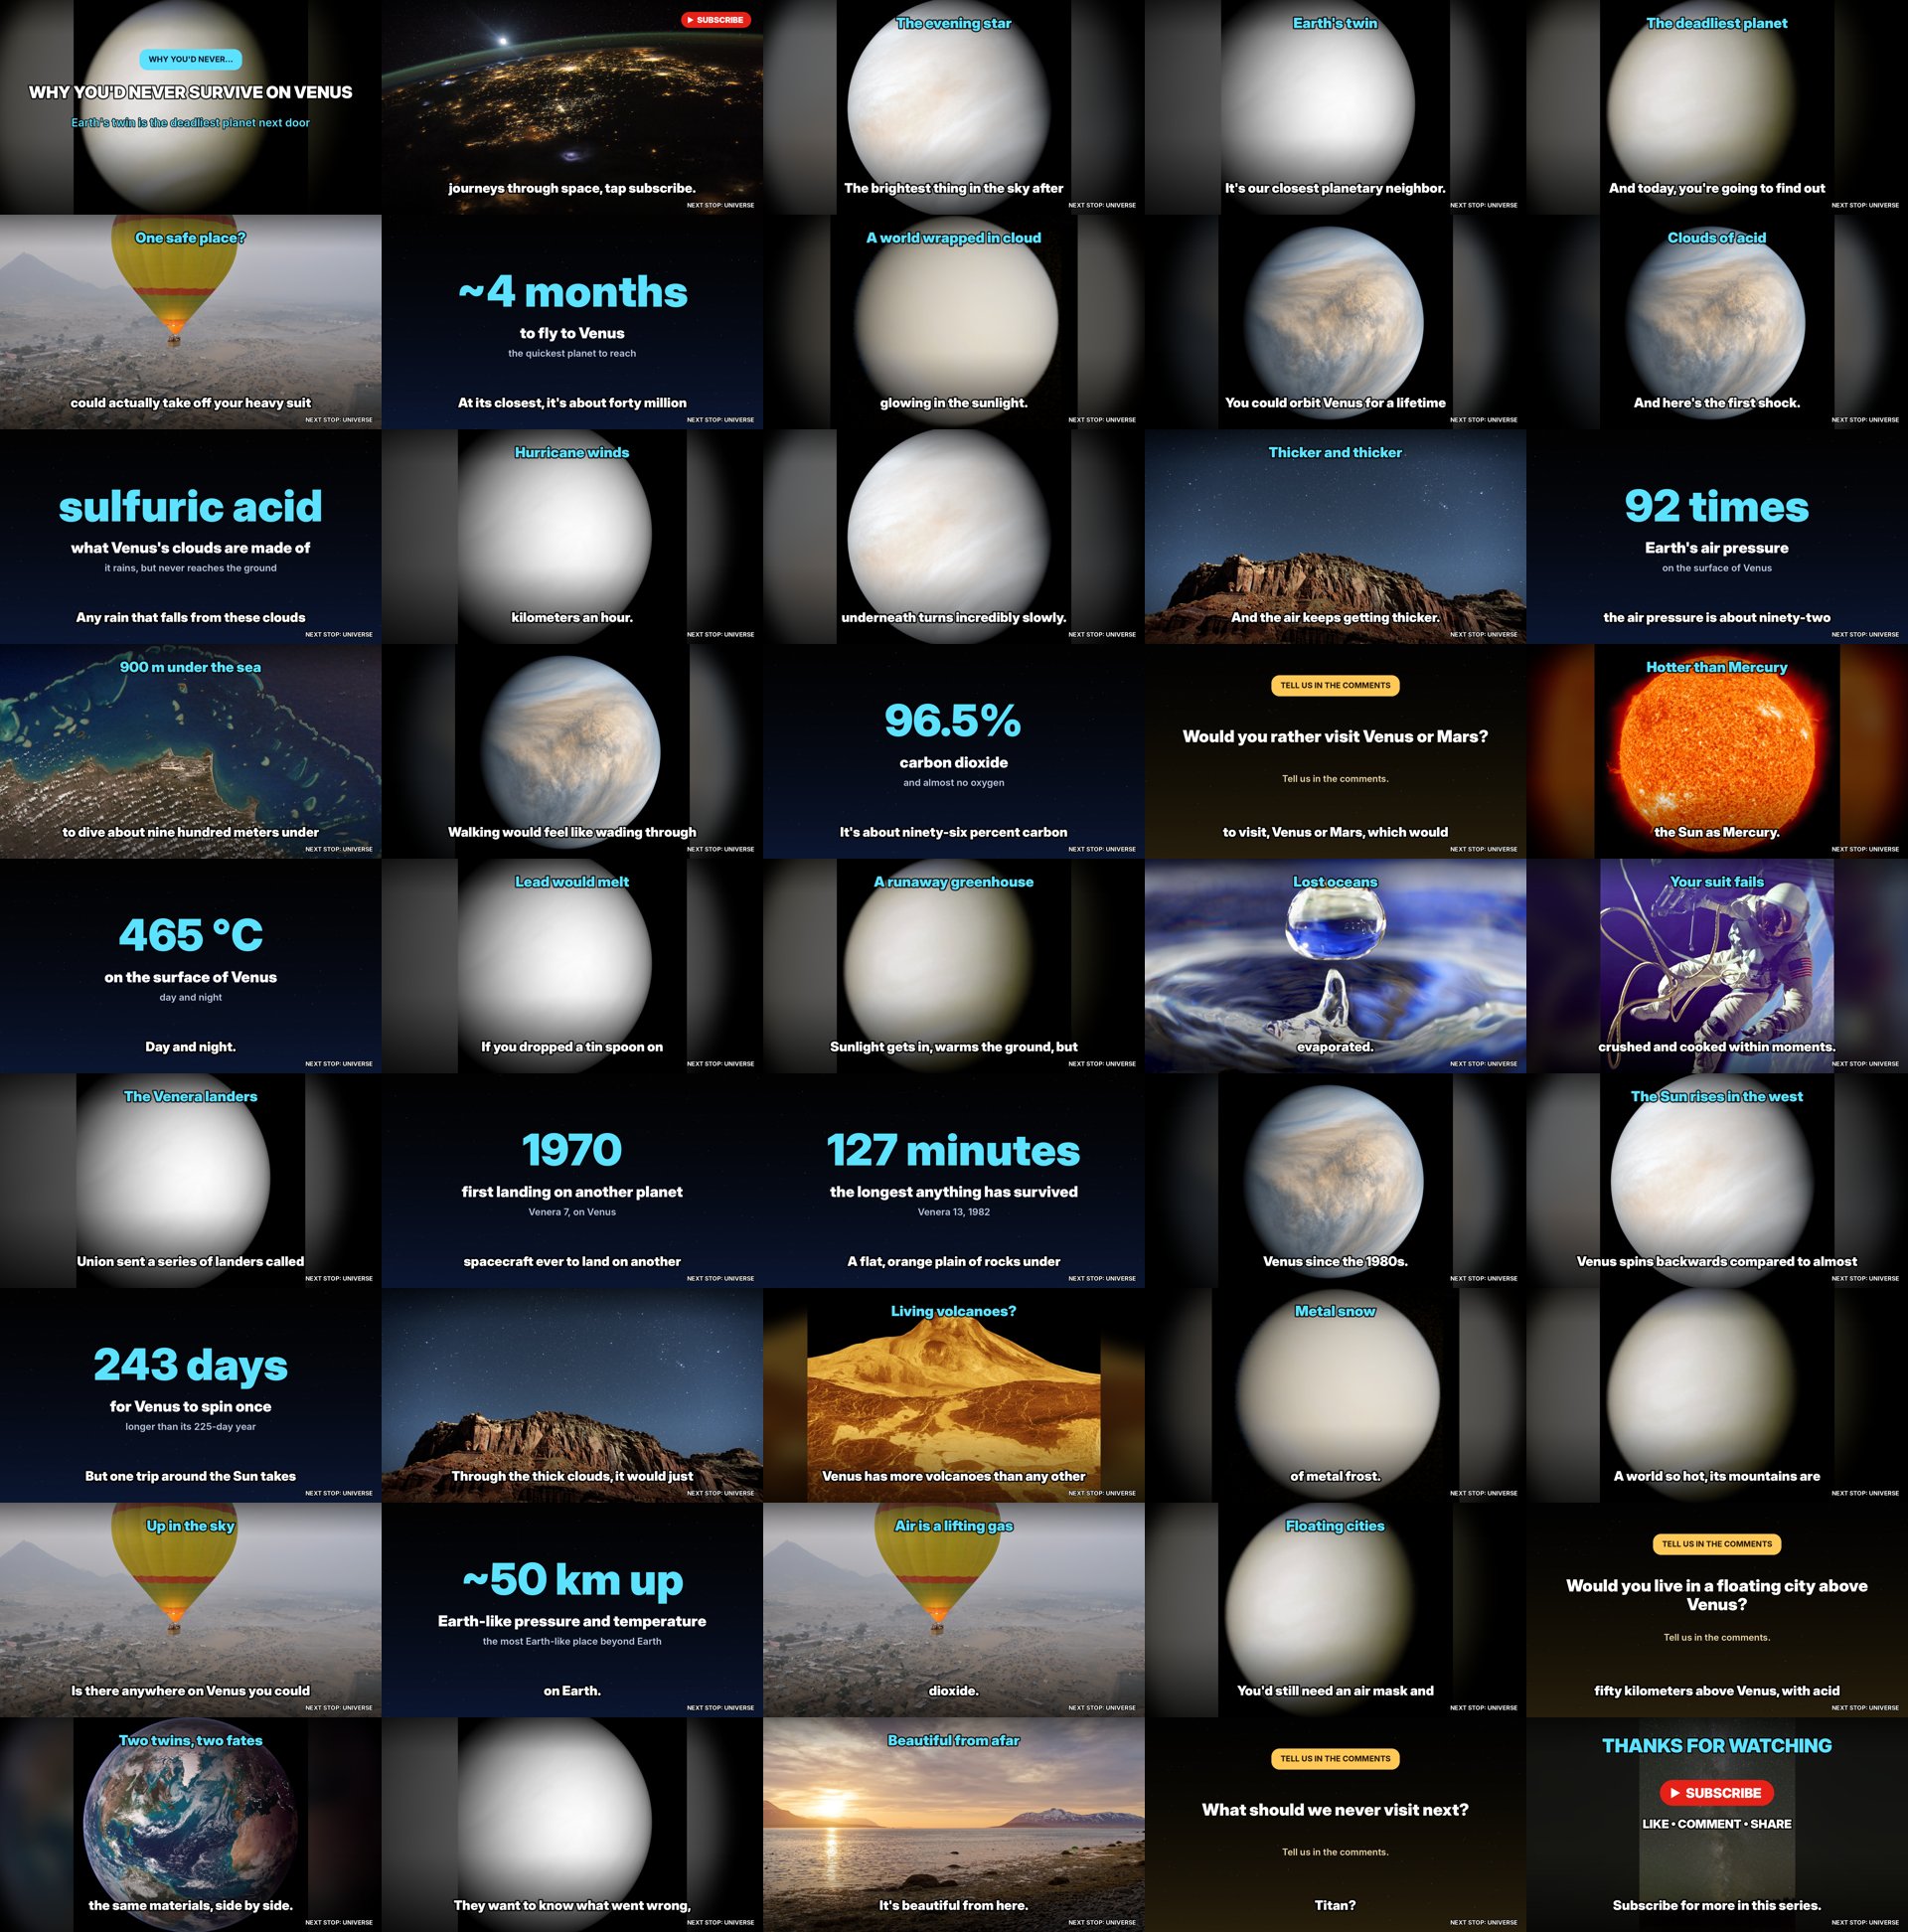 WHY YOU'D NEVER...
WHY YOU'D NEVER SURVIVE ON VENUS
Earth's twin is the deadliest planet next door
SUBSCRIBE
journeys through space, tap subscribe.
NEXT STOP: UNIVERSE
The evening star
The brightest thing in the sky after
NEXT STOP: UNIVERSE
Earth's twin
It's our closest planetary neighbor.
NEXT STOP: UNIVERSE
The deadliest planet
And today, you're going to find out
NEXT STOP: UNIVERSE
One safe place?
could actually take off your heavy suit
NEXT STOP: UNIVERSE
~4 months
to fly to Venus
the quickest planet to reach
At its closest, it's about forty million
NEXT STOP: UNIVERSE
A world wrapped in cloud
glowing in the sunlight.
NEXT STOP: UNIVERSE
You could orbit Venus for a lifetime
NEXT STOP: UNIVERSE
Clouds of acid
And here's the first shock.
NEXT STOP: UNIVERSE
sulfuric acid
what Venus's clouds are made of
it rains, but never reaches the ground
Any rain that falls from these clouds
NEXT STOP: UNIVERSE
Hurricane winds
kilometers an hour.
NEXT STOP: UNIVERSE
underneath turns incredibly slowly.
NEXT STOP: UNIVERSE
Thicker and thicker
And the air keeps getting thicker.
NEXT STOP: UNIVERSE
92 times
Earth's air pressure
on the surface of Venus
the air pressure is about ninety-two
NEXT STOP: UNIVERSE
900 m under the sea
to dive about nine hundred meters under
NEXT STOP: UNIVERSE
Walking would feel like wading through
NEXT STOP: UNIVERSE
96.5%
carbon dioxide
and almost no oxygen
It's about ninety-six percent carbon
NEXT STOP: UNIVERSE
TELL US IN THE COMMENTS
Would you rather visit Venus or Mars?
Tell us in the comments.
to visit, Venus or Mars, which would
NEXT STOP: UNIVERSE
Hotter than Mercury
the Sun as Mercury.
NEXT STOP: UNIVERSE
465 °C
on the surface of Venus
day and night
Day and night.
NEXT STOP: UNIVERSE
Lead would melt
If you dropped a tin spoon on
NEXT STOP: UNIVERSE
A runaway greenhouse
Sunlight gets in, warms the ground, but
NEXT STOP: UNIVERSE
Lost oceans
evaporated.
NEXT STOP: UNIVERSE
Your suit fails
crushed and cooked within moments.
NEXT STOP: UNIVERSE
The Venera landers
Union sent a series of landers called
NEXT STOP: UNIVERSE
1970
first landing on another planet
Venera 7, on Venus
spacecraft ever to land on another
NEXT STOP: UNIVERSE
127 minutes
the longest anything has survived
Venera 13, 1982
A flat, orange plain of rocks under
NEXT STOP: UNIVERSE
Venus since the 1980s.
NEXT STOP: UNIVERSE
The Sun rises in the west
Venus spins backwards compared to almost
NEXT STOP: UNIVERSE
243 days
for Venus to spin once
longer than its 225-day year
But one trip around the Sun takes
NEXT STOP: UNIVERSE
Through the thick clouds, it would just
NEXT STOP: UNIVERSE
Living volcanoes?
Venus has more volcanoes than any other
NEXT STOP: UNIVERSE
Metal snow
of metal frost.
NEXT STOP: UNIVERSE
A world so hot, its mountains are
NEXT STOP: UNIVERSE
Up in the sky
Is there anywhere on Venus you could
NEXT STOP: UNIVERSE
~50 km up
Earth-like pressure and temperature
the most Earth-like place beyond Earth
on Earth.
NEXT STOP: UNIVERSE
Air is a lifting gas
dioxide.
NEXT STOP: UNIVERSE
Floating cities
You'd still need an air mask and
NEXT STOP: UNIVERSE
TELL US IN THE COMMENTS
Would you live in a floating city above
Venus?
Tell us in the comments.
fifty kilometers above Venus, with acid
NEXT STOP: UNIVERSE
Two twins, two fates
the same materials, side by side.
NEXT STOP: UNIVERSE
They want to know what went wrong,
NEXT STOP: UNIVERSE
Beautiful from afar
It's beautiful from here.
NEXT STOP: UNIVERSE
TELL US IN THE COMMENTS
What should we never visit next?
Tell us in the comments.
Titan?
NEXT STOP: UNIVERSE
THANKS FOR WATCHING
SUBSCRIBE
LIKE • COMMENT • SHARE
Subscribe for more in this series.
NEXT STOP: UNIVERSE